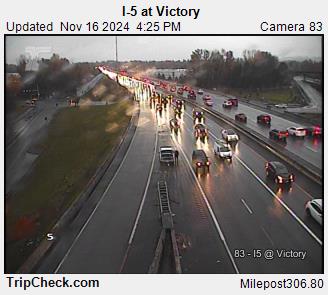 I-5 at Victory
Updated Nov 16 2024 4:25 PM Camera 83
S
83 - I5 @ Victory
TripCheck.com Milepost306.80